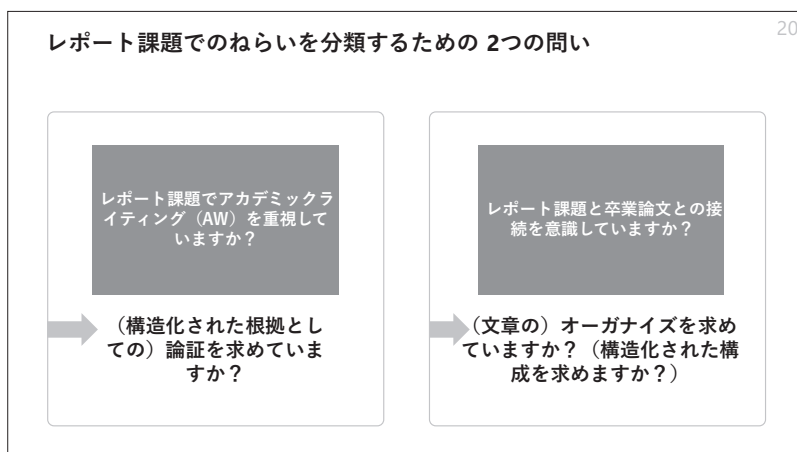 20
レポート課題でのねらいを分類するための 2つの問い
レポート課題でアカデミックラ
イティング（AW）を重視して
いますか？
（構造化された根拠とし
ての）論証を求めていま
すか？
レポート課題と卒業論文との接
続を意識していますか？
（文章の）オーガナイズを求め
ていますか？（構造化された構
成を求めますか？）